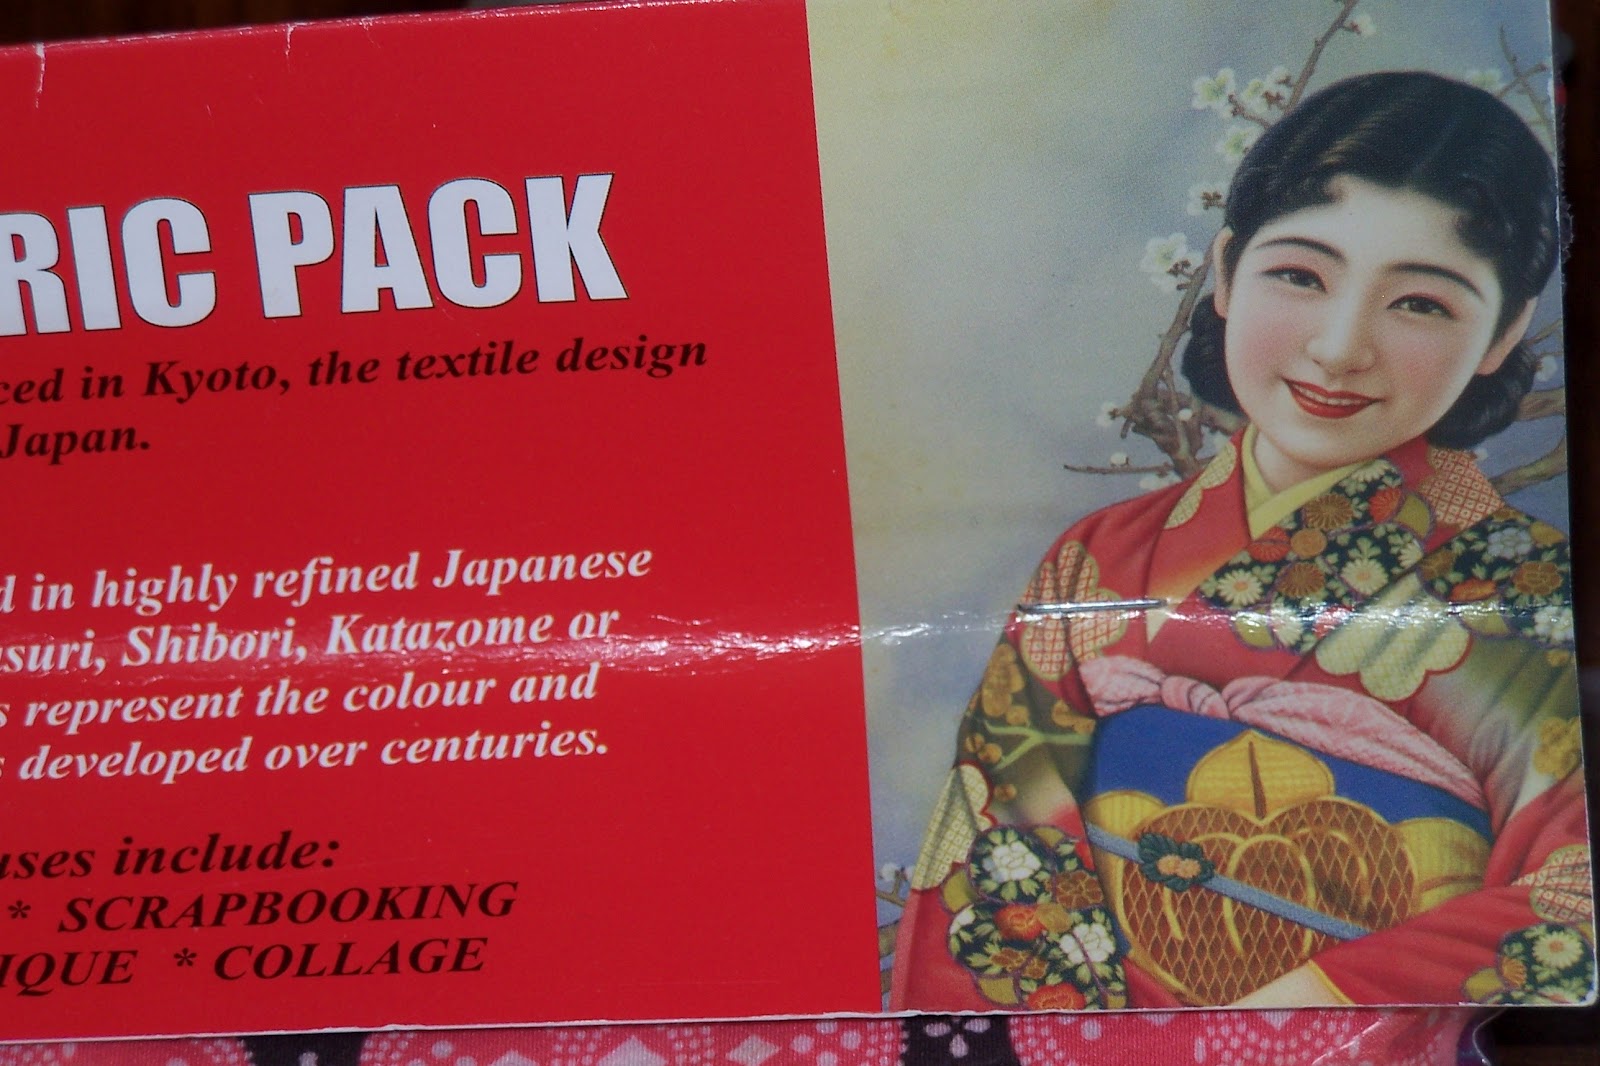 RIC PACK
ced in Kyoto, the textile design
Japan.
d in highly refined Japanese
suri, Shibori, Katazome or
s represent the colour and
s developed over centuries.
uses include:
* SCRAPBOOKING
IQUE * COLLAGE